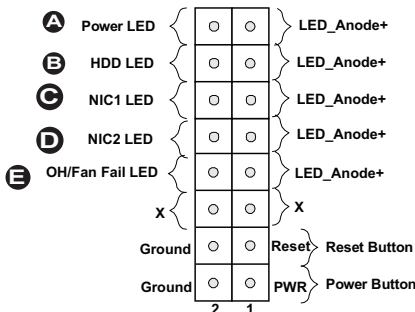 A Power LED LED_Anode+
B HDD LED LED_Anode+
C NIC1 LED LED_Anode+
D NIC2 LED LED_Anode+
E OH/Fan Fail LED LED_Anode+
X X
Ground Reset Reset Button
Ground PWR Power Button
2 1